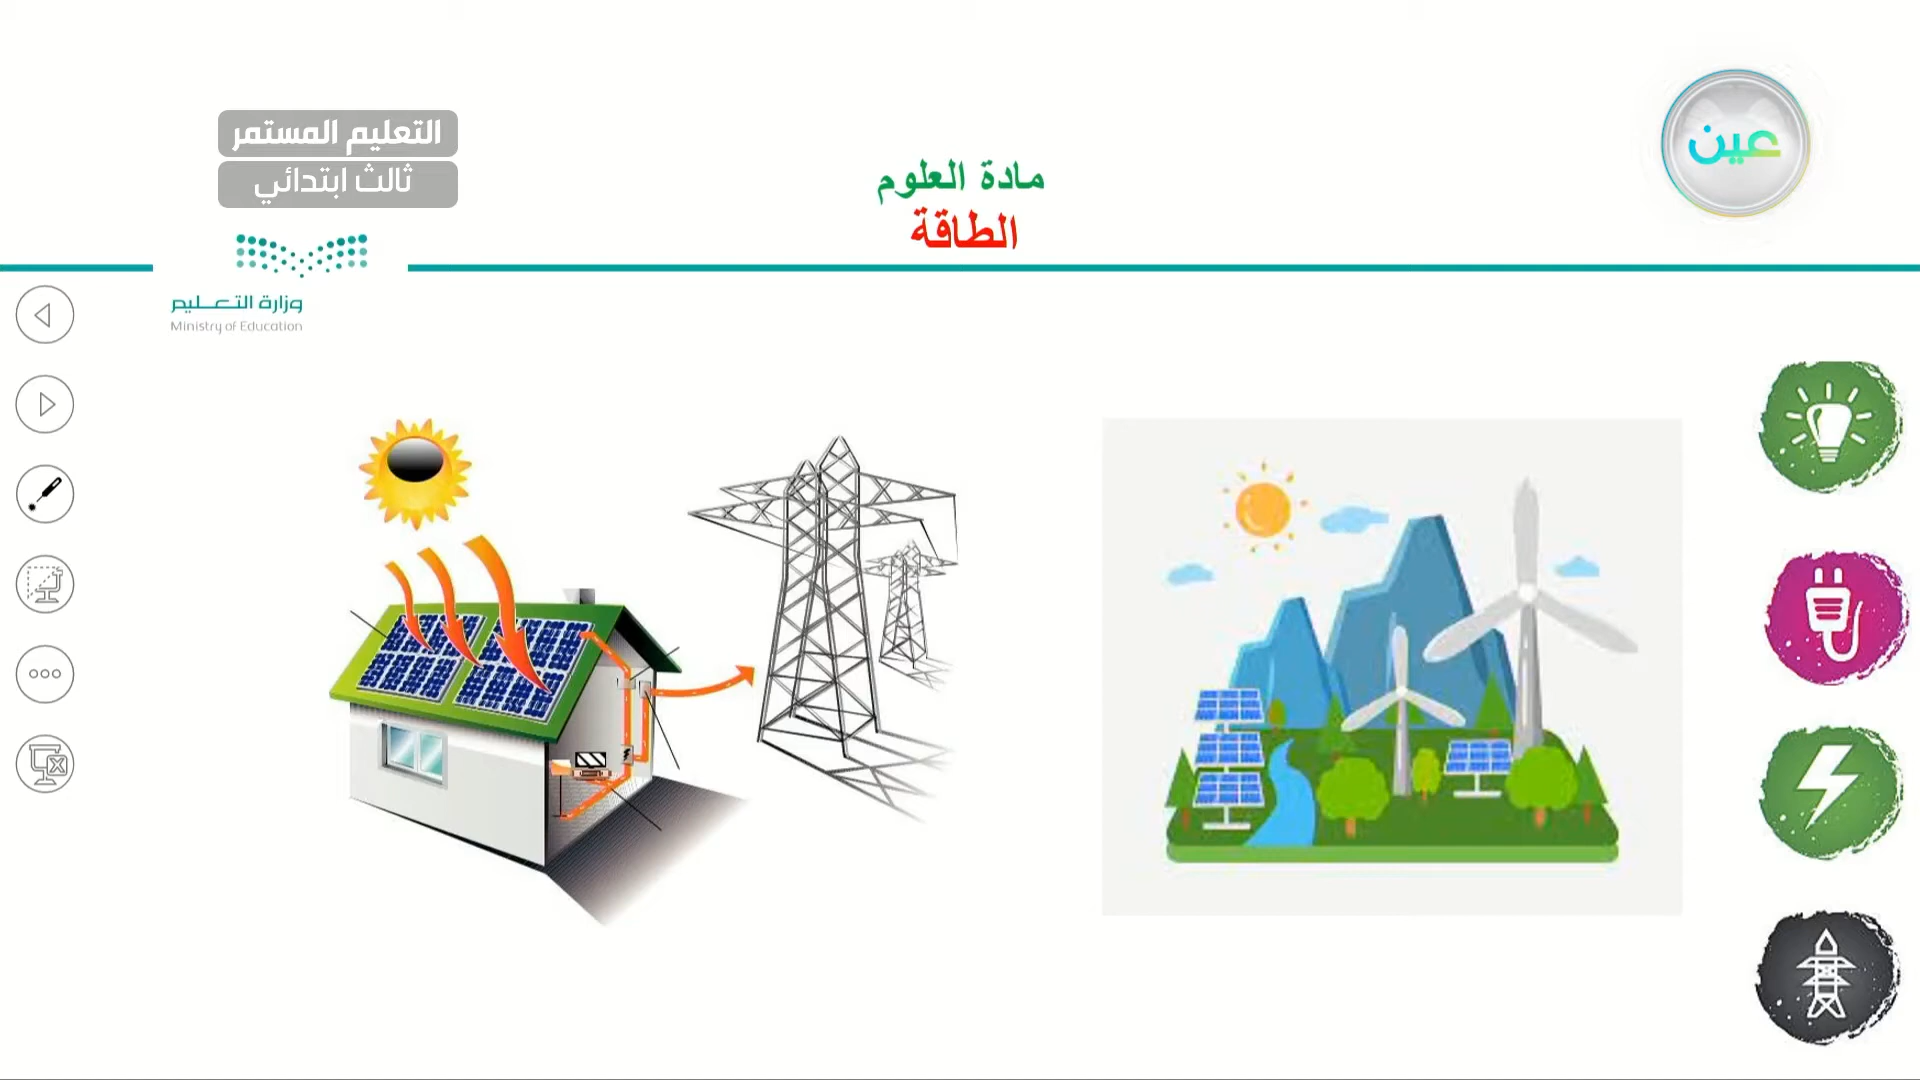 التعليم المستمر
ثالث ابتدائي
عين
مادة العلوم
الطاقة
وزارة التعليم
Ministry of Education